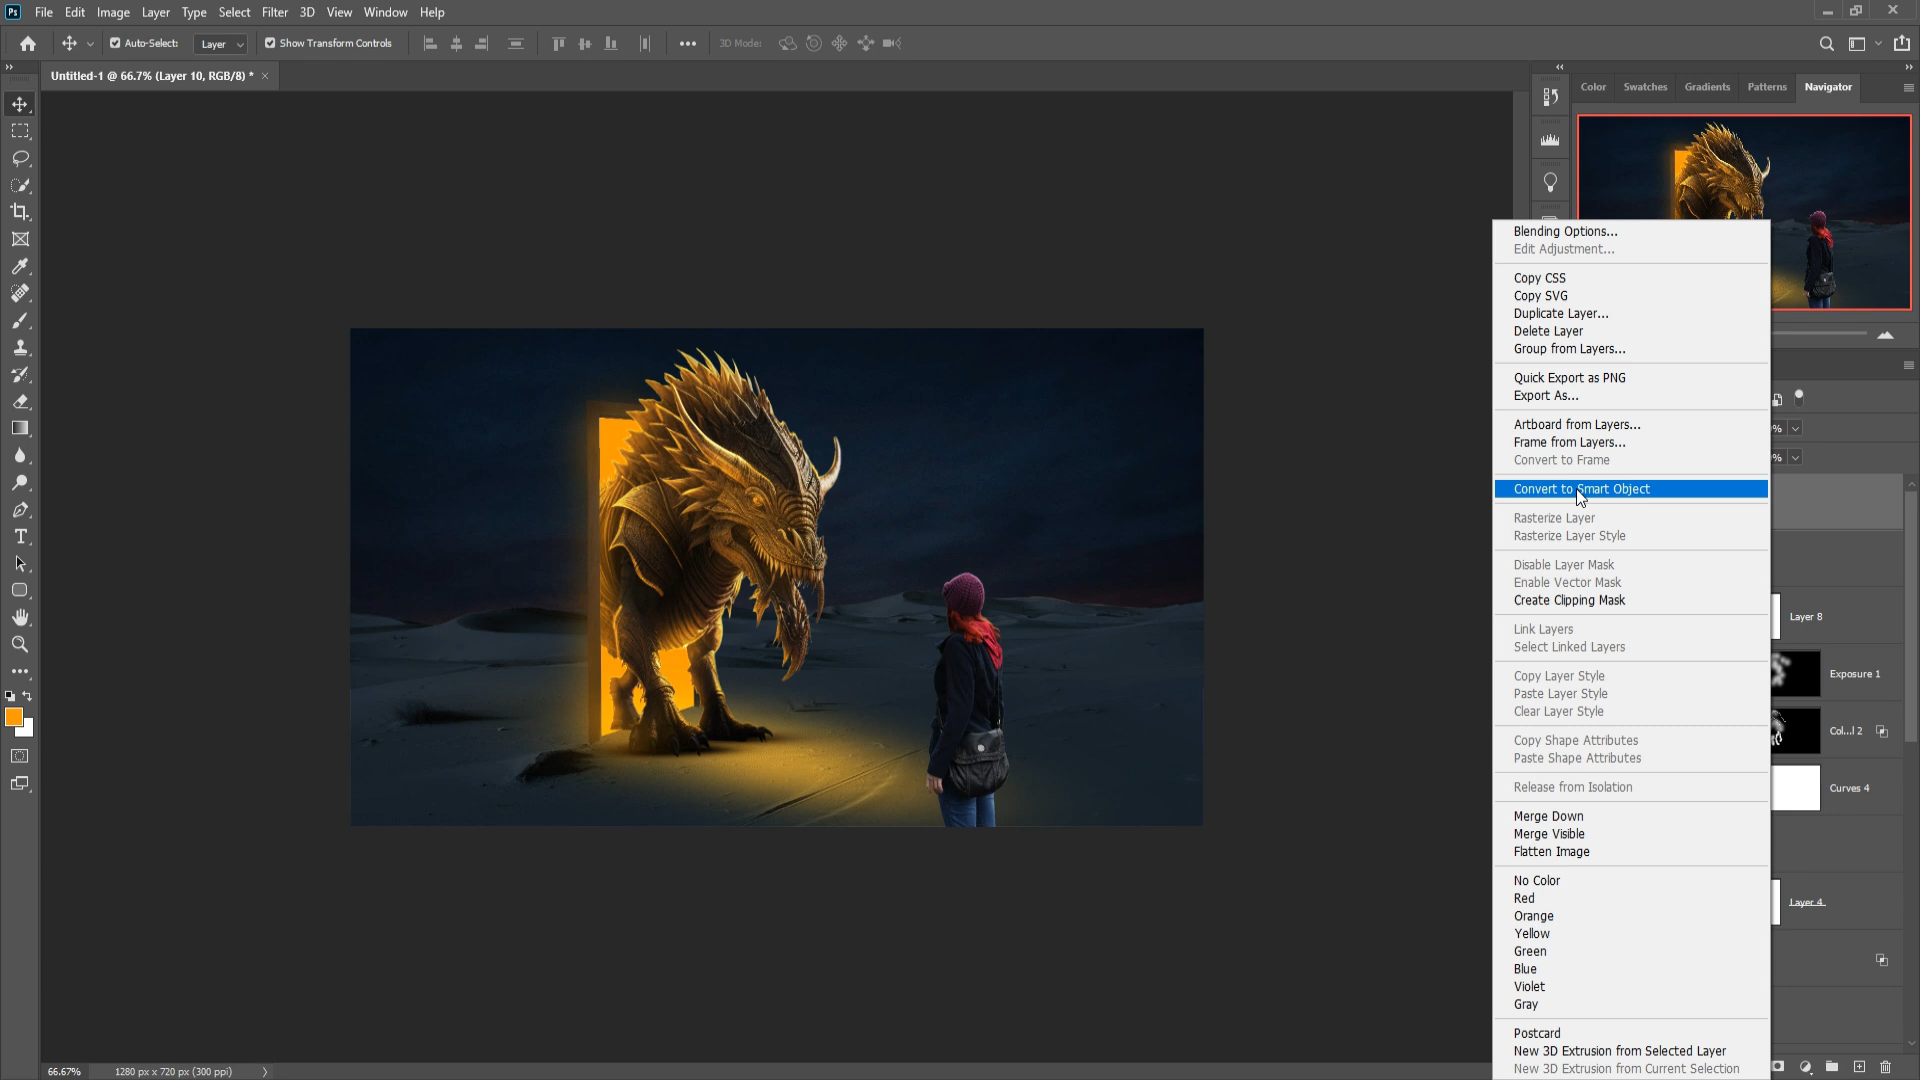 Ps File Edit Image Layer Type Select Filter 3D View Window Help
Auto-Select: Layer Show Transform Controls 3D Mode:
Untitled-1 @ 66.7% (Layer 10, RGB/8) * ×
Color Swatches Gradients Patterns Navigator
Blending Options...
Edit Adjustment...
Copy CSS
Copy SVG
Duplicate Layer...
Delete Layer
Group from Layers...
Quick Export as PNG
Export As...
Artboard from Layers...
Frame from Layers...
Convert to Frame
Convert to Smart Object
Rasterize Layer
Rasterize Layer Style
Disable Layer Mask
Enable Vector Mask
Create Clipping Mask
Link Layers
Select Linked Layers
Copy Layer Style
Paste Layer Style
Clear Layer Style
Copy Shape Attributes
Paste Shape Attributes
Release from Isolation
Merge Down
Merge Visible
Flatten Image
No Color
Red
Orange
Yellow
Green
Blue
Violet
Gray
Postcard
New 3D Extrusion from Selected Layer
New 3D Extrusion from Current Selection
%
%
Layer 8
Exposure 1
Col...l 2
Curves 4
Layer 4
66.67% 1280 px x 720 px (300 ppi)